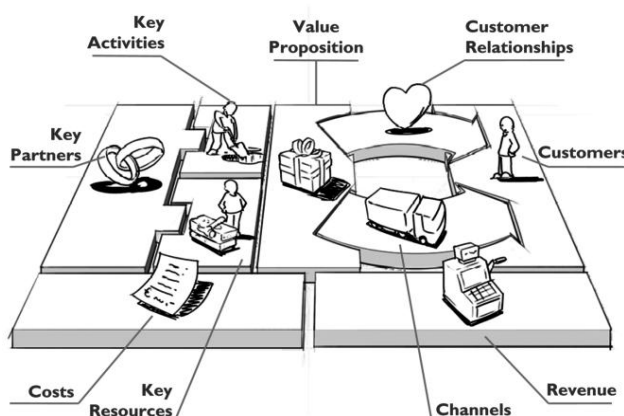 Key
Activities
Value
Proposition
Customer
Relationships
Key
Partners
Customers
Costs
Key
Resources
Channels
Revenue